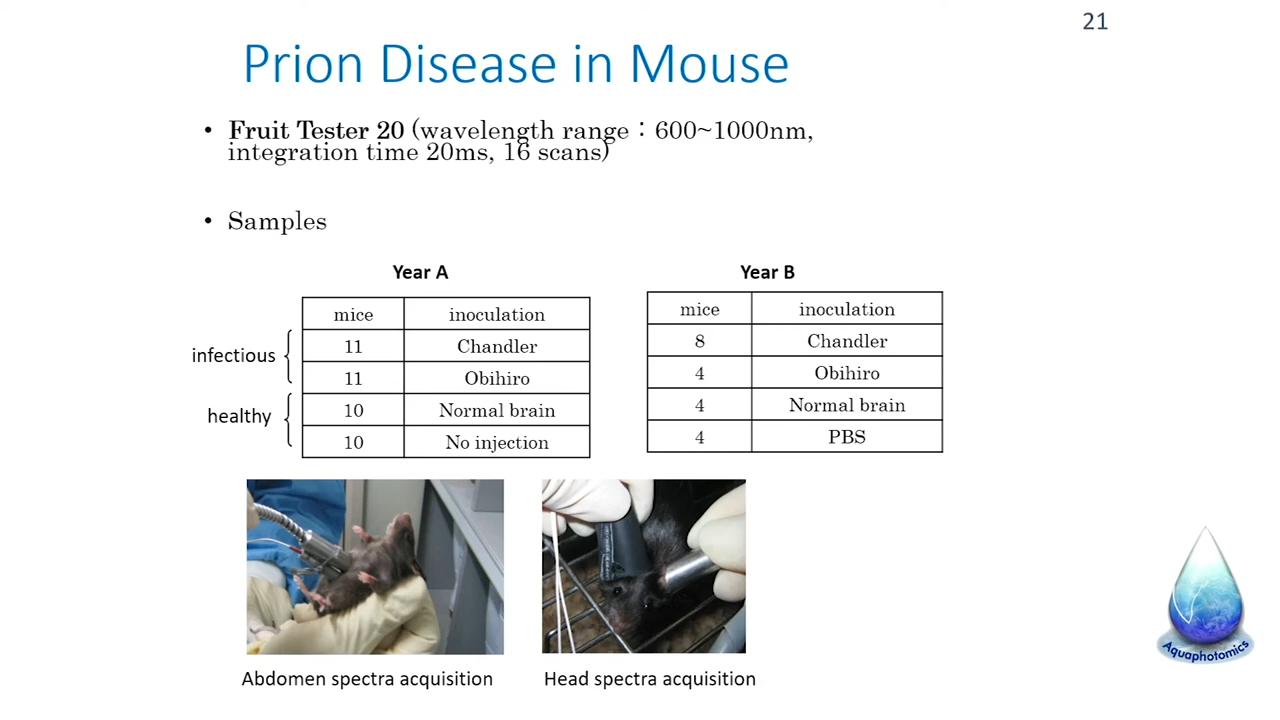 21
Prion Disease in Mouse
• Fruit Tester 20 (wavelength range：600~1000nm,
integration time 20ms, 16 scans)
• Samples
Year A
mice inoculation
infectious
11 Chandler
11 Obihiro
healthy
10 Normal brain
10 No injection
Year B
mice inoculation
8 Chandler
4 Obihiro
4 Normal brain
4 PBS
Abdomen spectra acquisition
Head spectra acquisition
Aquaphotomics